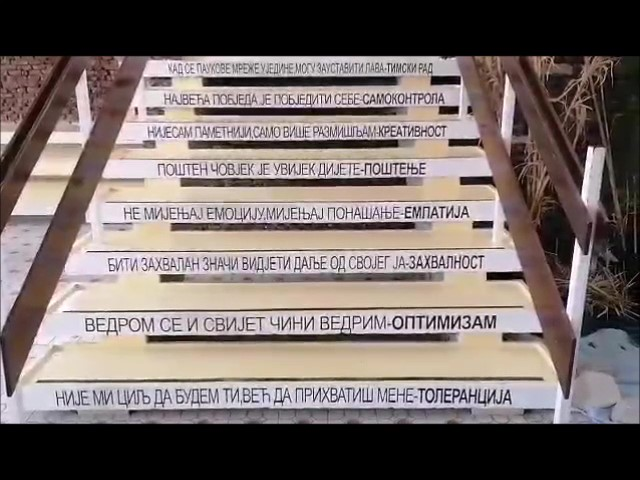 КАД СЕ ПАУКОВЕ МРЕЖЕ УЈЕДИНЕ,МОГУ ЗАУСТАВИТИ ЛАВА-ТИМСКИ РАД
НАЈВЕЋА ПОБЈЕДА ЈЕ ПОБЈЕДИТИ СЕБЕ-САМОКОНТРОЛА
НИЈЕСАМ ПАМЕТНИЈИ,САМО ВИШЕ РАЗМИШЉАМ-КРЕАТИВНОСТ
ПОШТЕН ЧОВЈЕК ЈЕ УВИЈЕК ДИЈЕТЕ-ПОШТЕЊЕ
НЕ МИЈЕЊАЈ ЕМОЦИЈУ,МИЈЕЊАЈ ПОНАШАЊЕ-ЕМПАТИЈА
БИТИ ЗАХВАЛАН ЗНАЧИ ВИДЈЕТИ ДАЉЕ ОД СВОЈЕГ ЈА-ЗАХВАЛНОСТ
ВЕДРОМ СЕ И СВИЈЕТ ЧИНИ ВЕДРИМ-ОПТИМИЗАМ
НИЈЕ МИ ЦИЉ ДА БУДЕМ ТИ,ВЕЋ ДА ПРИХВАТИШ МЕНЕ-ТОЛЕРАНЦИЈА